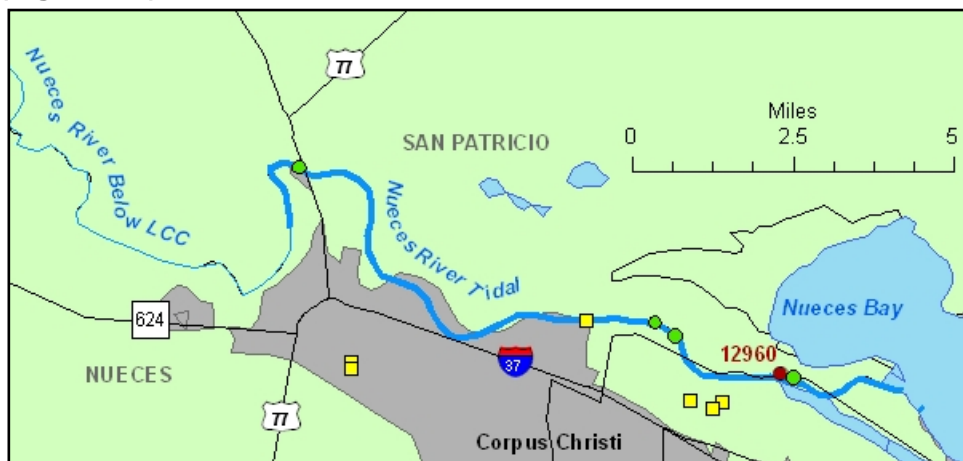 77
Miles
0 2.5 5
SAN PATRICIO
Nueces River Below LCC
Nueces River Tidal
Nueces Bay
624
12960
37
NUECES
77
Corpus Christi